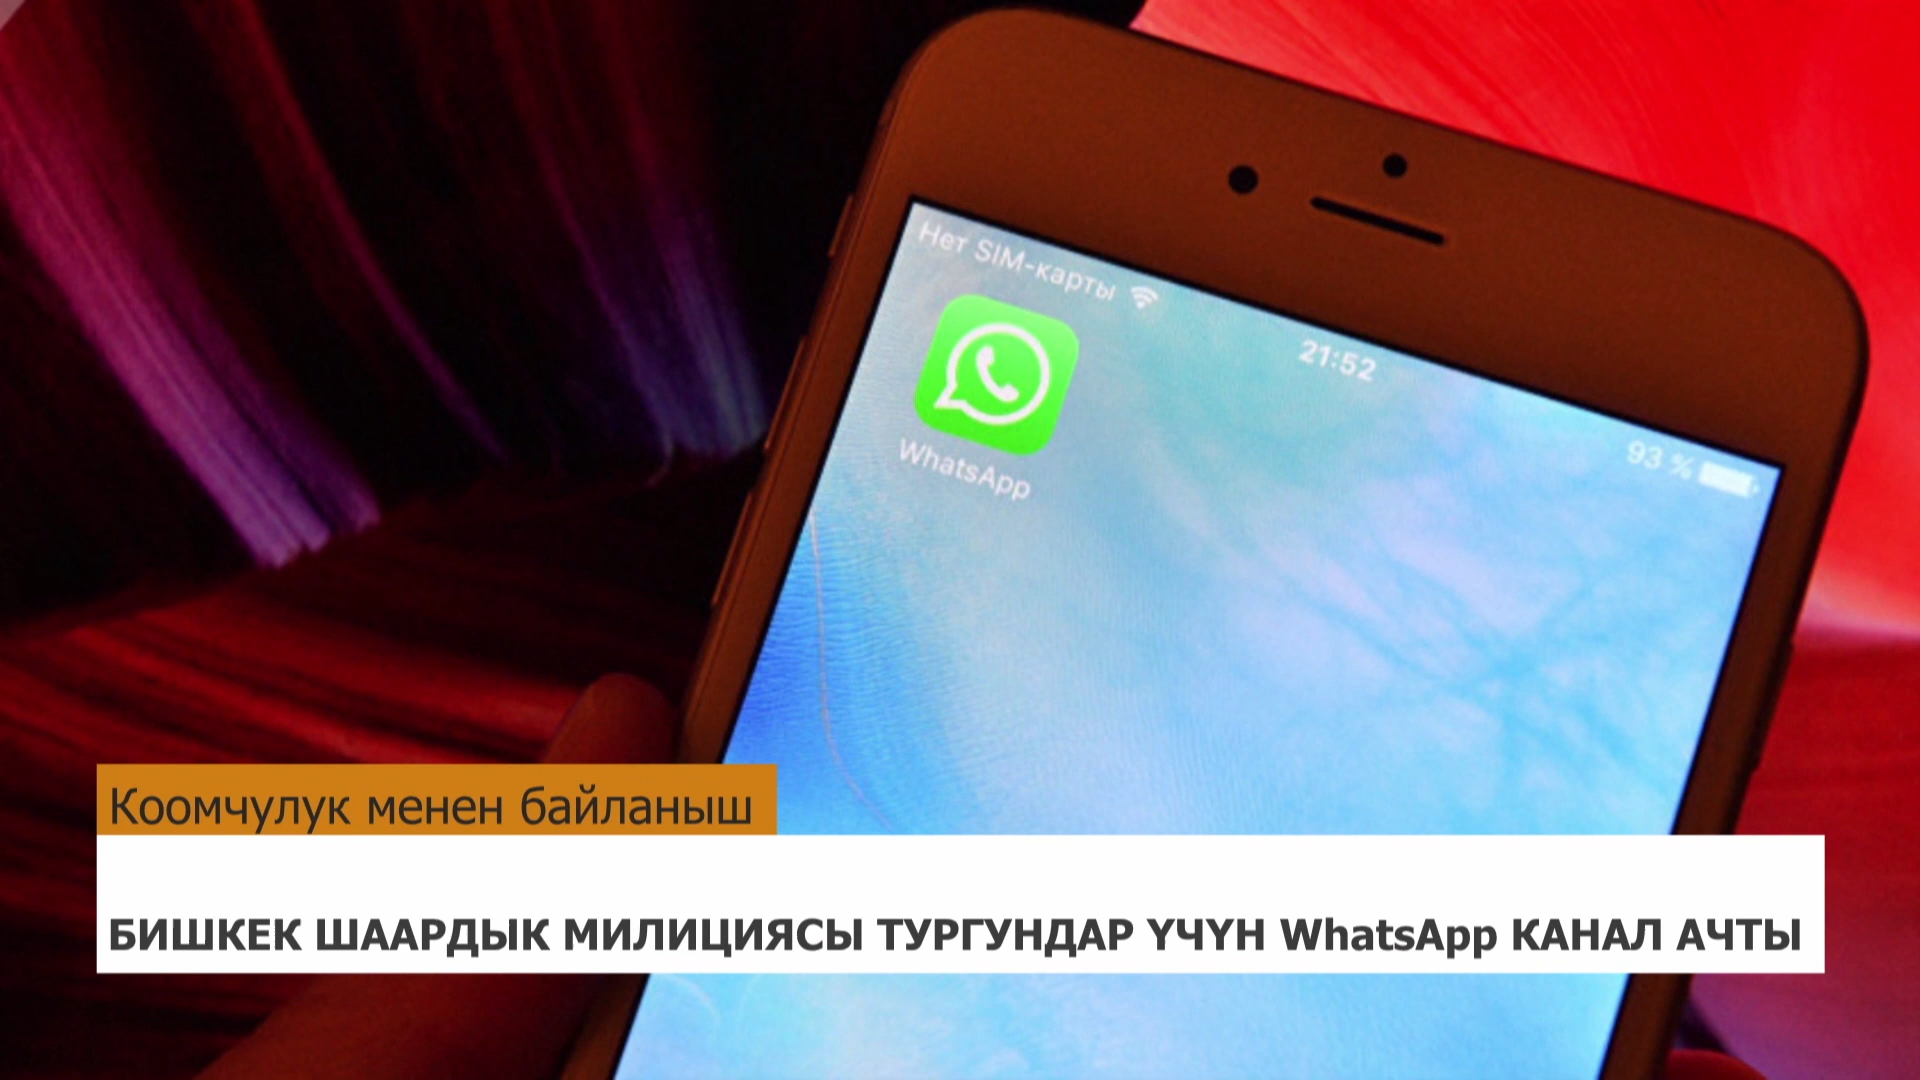 Нет SIM-карты
21:52
93 %
WhatsApp
Коомчулук менен байланыш
БИШКЕК ШААРДЫК МИЛИЦИЯСЫ ТУРГУНДАР ҮЧҮН WhatsApp КАНАЛ АЧТЫ